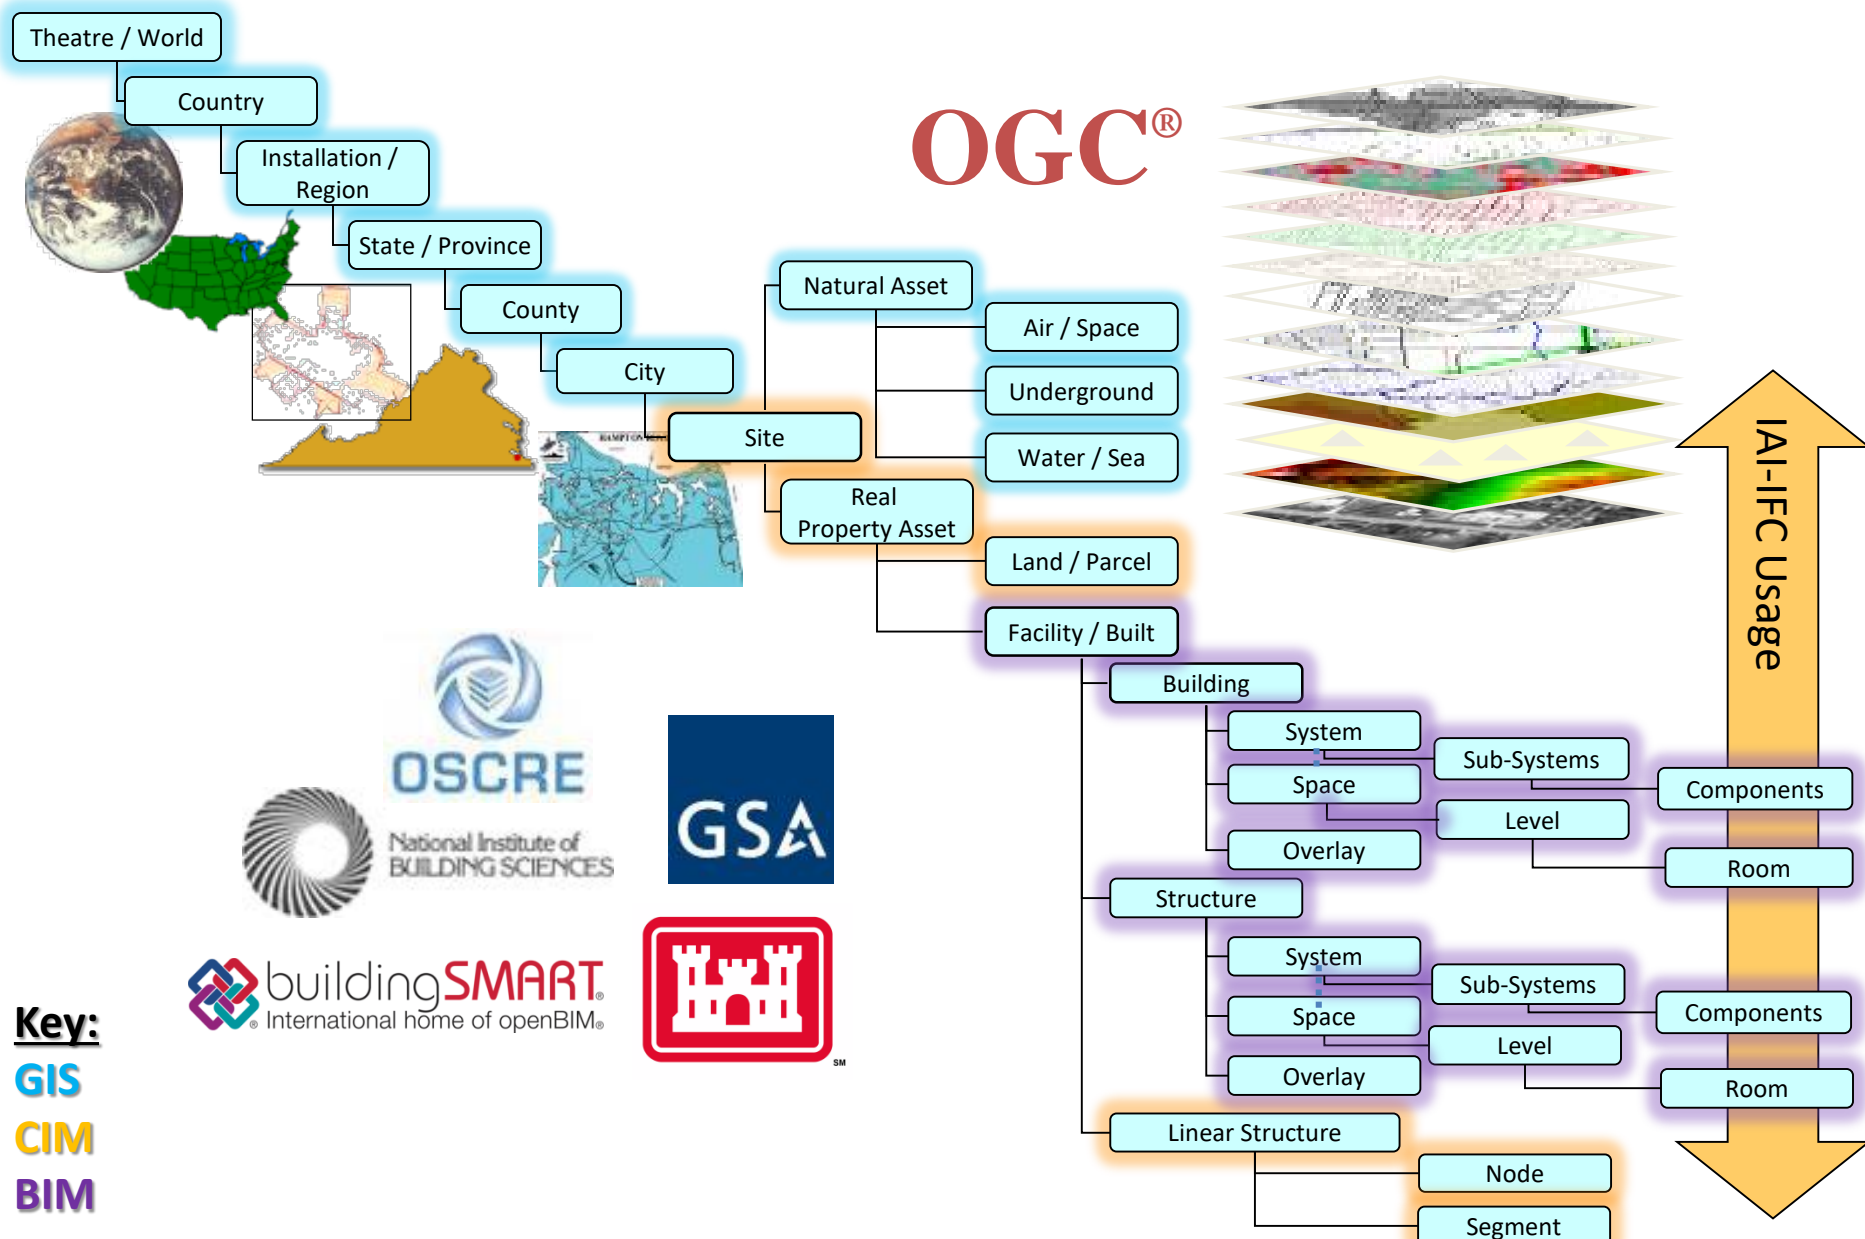 Theatre / World
Country
Installation /
Region
State / Province
County
City
Site
OGC®
Natural Asset
Air / Space
Underground
Water / Sea
Real
Property Asset
Land / Parcel
Facility / Built
Building
System
Sub-Systems
Components
Space
Level
Room
Overlay
Structure
System
Sub-Systems
Components
Space
Level
Room
Overlay
Linear Structure
Node
Segment
IAI-IFC Usage
OSCRE
National Institute of
BUILDING SCIENCES
GSA
buildingSMART®
International home of openBIM®
SM
Key:
GIS
CIM
BIM